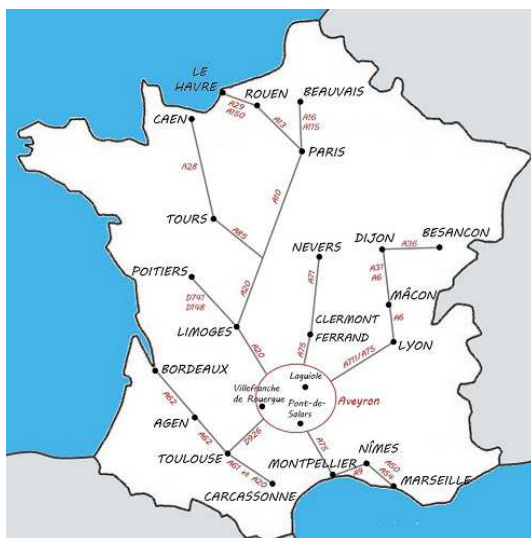 LE
HAVRE
ROUEN
BEAUVAIS
A29
A150
A13
A16
A115
CAEN
PARIS
A28
A10
TOURS
A85
NEVERS
DIJON
BESANCON
A36
POITIERS
A20
A71
A31
A6
D741
D148
MÂCON
LIMOGES
CLERMONT
FERRAND
A6
LYON
A20
A75
A711/A75
BORDEAUX
Laguiole
Villefranche
de Rouergue
Pont-de-
Salars
Aveyron
A62
AGEN
A62
D926
A75
TOULOUSE
NÎMES
MONTPELLIER
A50
A54
A61 et A20
A9
MARSEILLE
CARCASSONNE